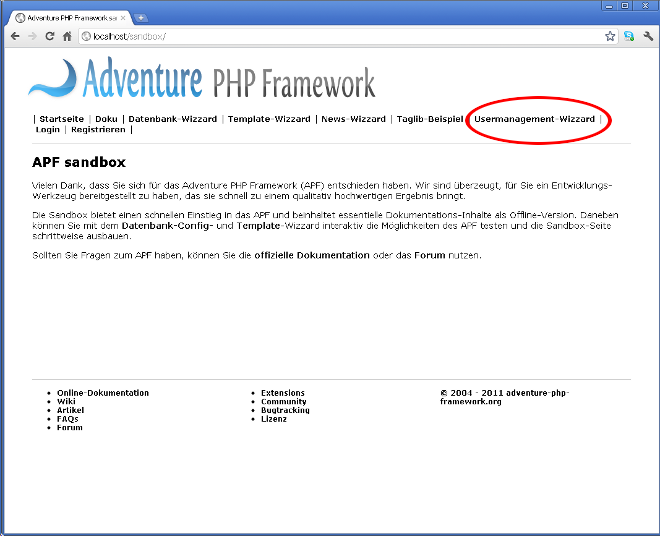 Adventure PHP Framework sa
localhost/sandbox/
Adventure PHP Framework
| Startseite | Doku | Datenbank-Wizzard | Template-Wizzard | News-Wizzard | Taglib-Beispiel Usermanagement-Wizzard |
Login | Registrieren |
APF sandbox
Vielen Dank, dass Sie sich für das Adventure PHP Framework (APF) entschieden haben. Wir sind überzeugt, für Sie ein Entwicklungs-
Werkzeug bereitgestellt zu haben, das sie schnell zu einem qualitativ hochwertigen Ergebnis bringt.
Die Sandbox bietet einen schnellen Einstieg in das APF und beinhaltet essentielle Dokumentations-Inhalte als Offline-Version. Daneben
können Sie mit dem Datenbank-Config- und Template-Wizzard interaktiv die Möglichkeiten des APF testen und die Sandbox-Seite
schrittweise ausbauen.
Sollten Sie Fragen zum APF haben, können Sie die offizielle Dokumentation oder das Forum nutzen.
• Online-Dokumentation
• Wiki
• Artikel
• FAQs
• Forum
• Extensions
• Community
• Bugtracking
• Lizenz
© 2004 - 2011 adventure-php-
framework.org